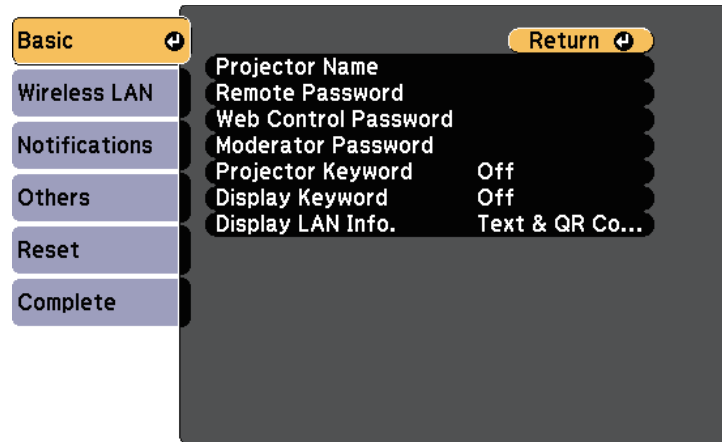 Basic
Wireless LAN
Notifications
Others
Reset
Complete
Return
Projector Name
Remote Password
Web Control Password
Moderator Password
Projector Keyword Off
Display Keyword Off
Display LAN Info. Text & QR Co...